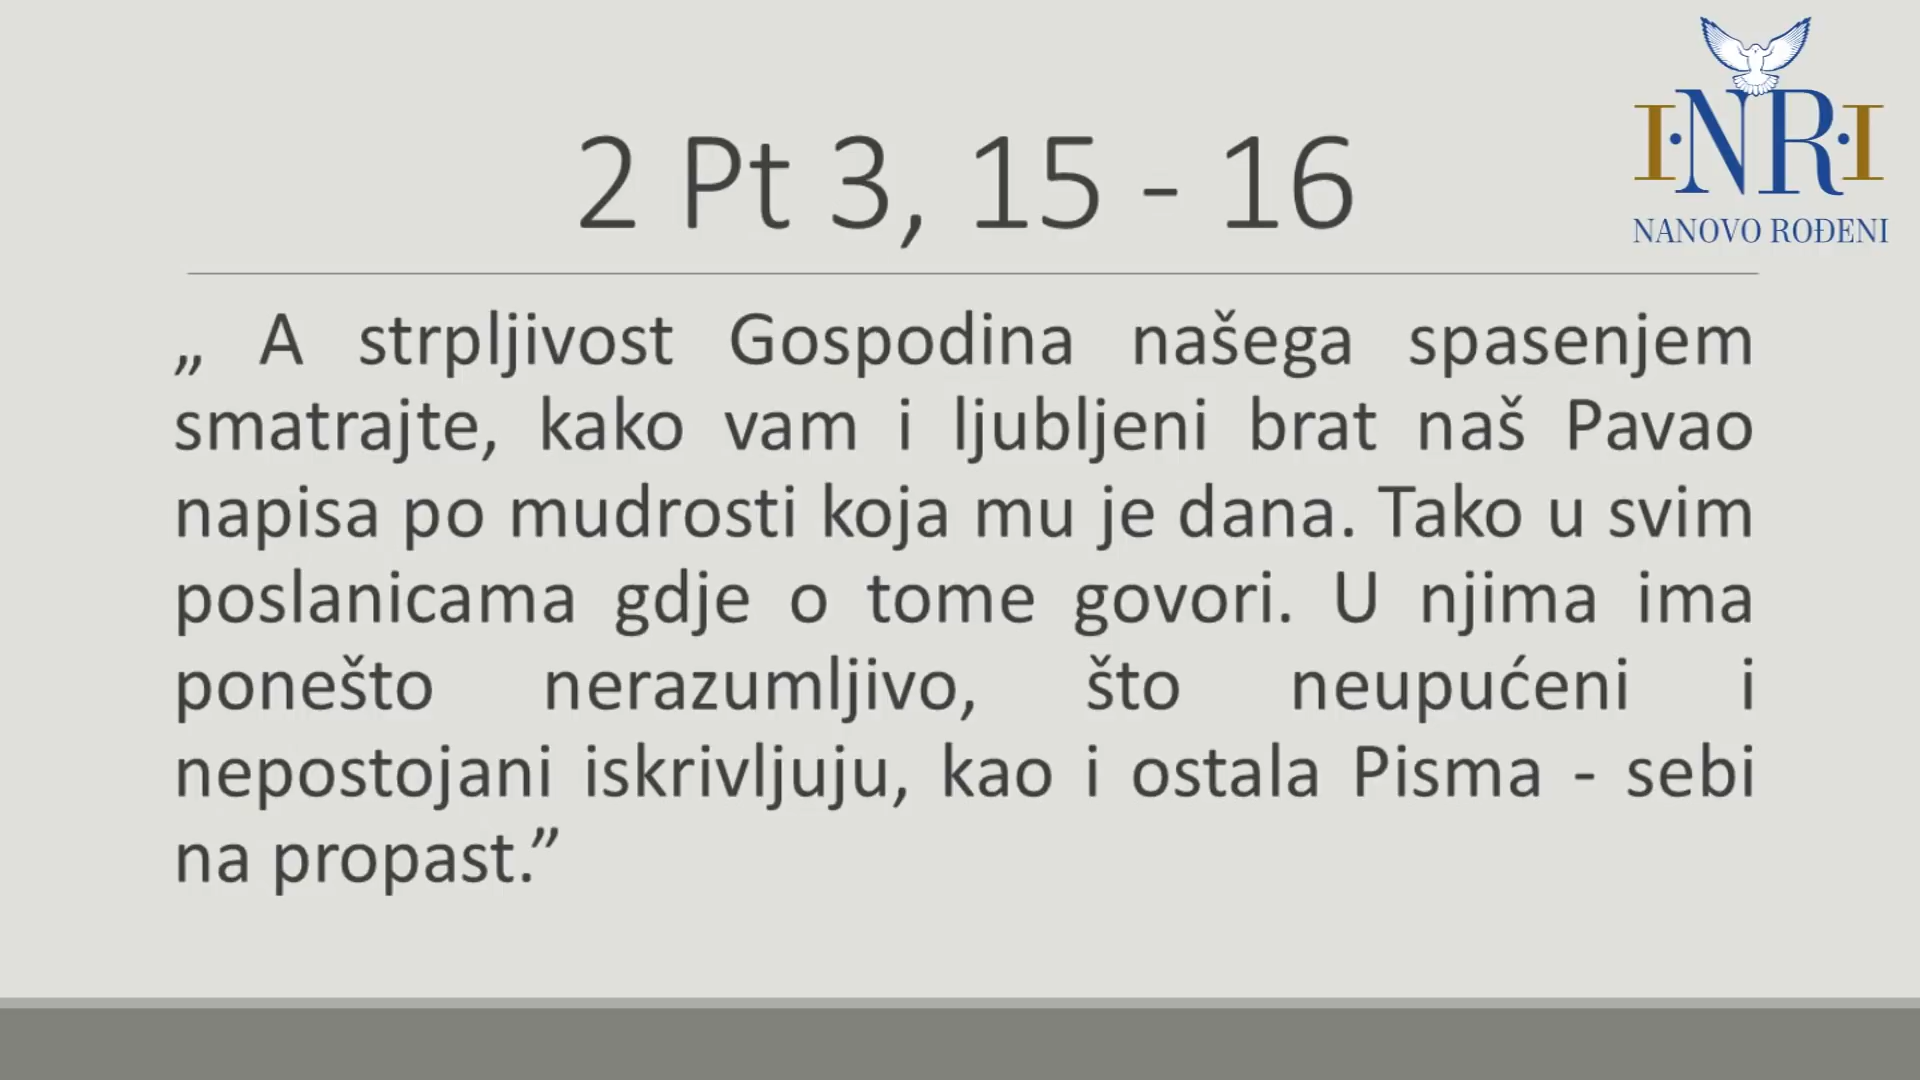 I·NR·I
NANOVO ROĐENI
2 Pt 3, 15 - 16
„ A strpljivost Gospodina našega spasenjem
smatrajte, kako vam i ljubljeni brat naš Pavao
napisa po mudrosti koja mu je dana. Tako u svim
poslanicama gdje o tome govori. U njima ima
ponešto nerazumljivo, što neupućeni i
nepostojani iskrivljuju, kao i ostala Pisma - sebi
na propast.”